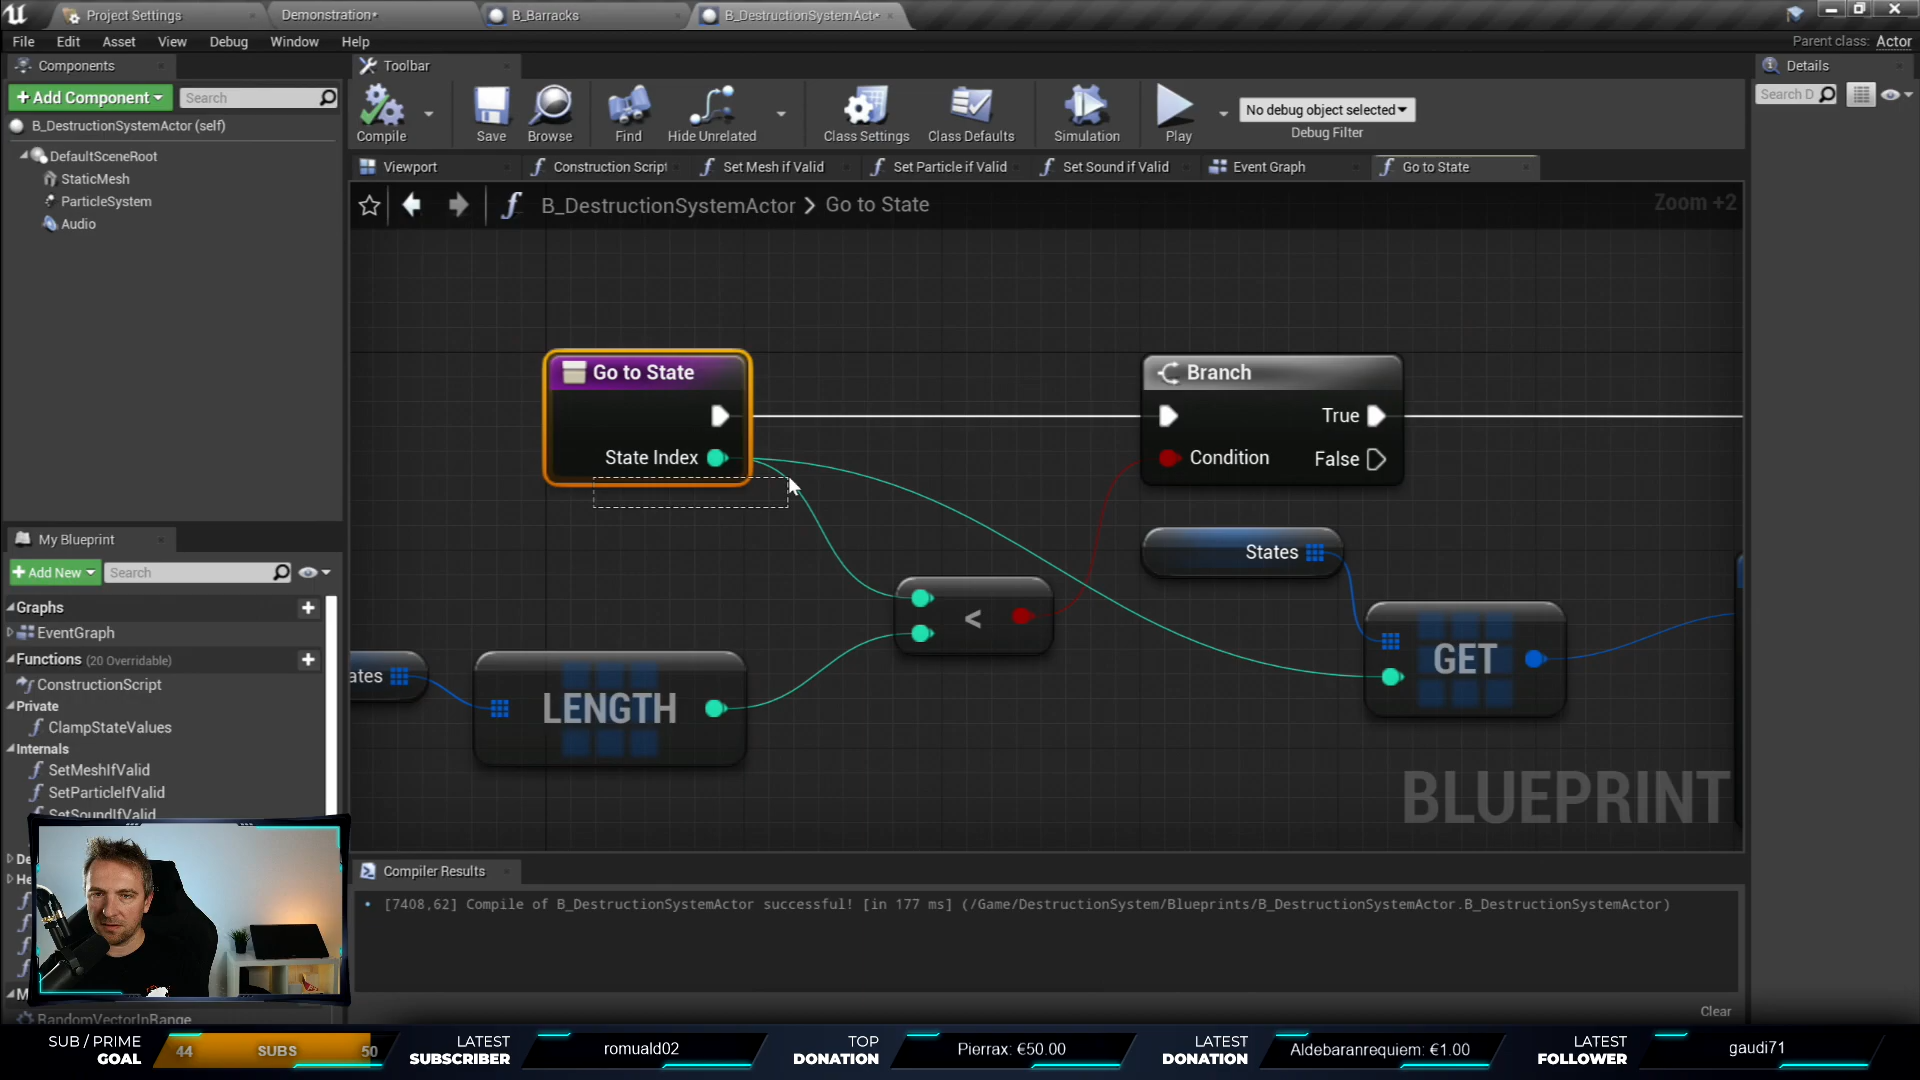 Project Settings
Demonstration*
B_Barracks
B_DestructionSystemAct*
File
Edit
Asset
View
Debug
Window
Help
Parent class: Actor
Components
Toolbar
Details
+ Add Component
Search
Search D
Compile
Save
Browse
Find
Hide Unrelated
Class Settings
Class Defaults
Simulation
Play
No debug object selected
Debug Filter
B_DestructionSystemActor (self)
DefaultSceneRoot
StaticMesh
ParticleSystem
Audio
Viewport
Construction Script
Set Mesh if Valid
Set Particle if Valid
Set Sound if Valid
Event Graph
Go to State
B_DestructionSystemActor > Go to State
Zoom +2
Go to State
State Index
Branch
True
Condition
False
States
<
GET
ates
LENGTH
BLUEPRINT
My Blueprint
+ Add New
Search
Graphs
EventGraph
Functions (20 Overridable)
ConstructionScript
Private
ClampStateValues
Internals
SetMeshIfValid
SetParticleIfValid
SetSoundIfValid
De
He
M
RandomVectorInRange
Compiler Results
[7408,62] Compile of B_DestructionSystemActor successful! [in 177 ms] (/Game/DestructionSystem/Blueprints/B_DestructionSystemActor.B_DestructionSystemActor)
Clear
SUB / PRIME
GOAL
44 SUBS 50
LATEST
SUBSCRIBER
romuald02
TOP
DONATION
Pierrax: €50.00
LATEST
DONATION
Aldebaranrequiem: €1.00
LATEST
FOLLOWER
gaudi71